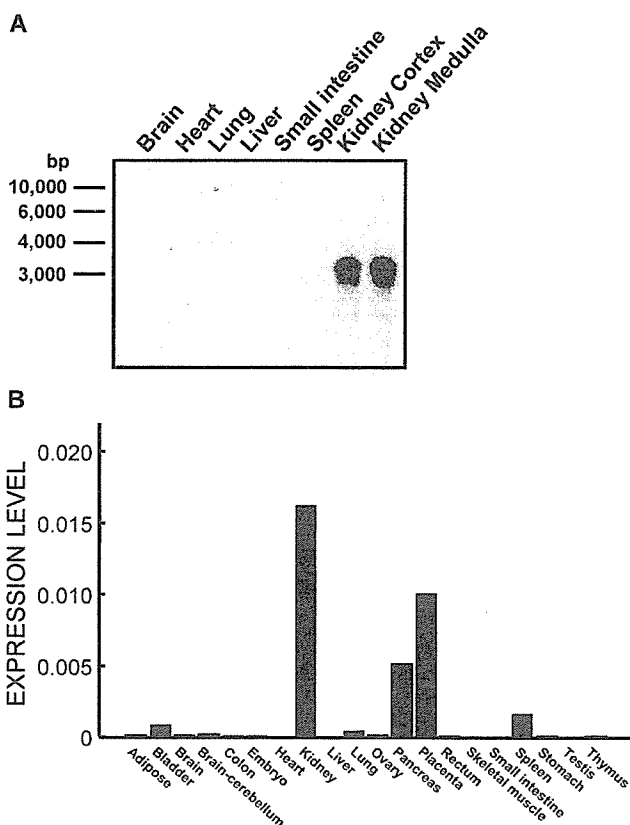 A
Brain
Heart
Lung
Liver
Small intestine
Spleen
Kidney Cortex
Kidney Medulla
bp
10,000
6,000
4,000
3,000
B
EXPRESSION LEVEL
0.020
0.015
0.010
0.005
0
Adipose
Bladder
Brain
Brain-cerebellum
Colon
Embryo
Heart
Kidney
Liver
Lung
Ovary
Pancreas
Placenta
Rectum
Skeletal muscle
Small intestine
Spleen
Stomach
Testis
Thymus